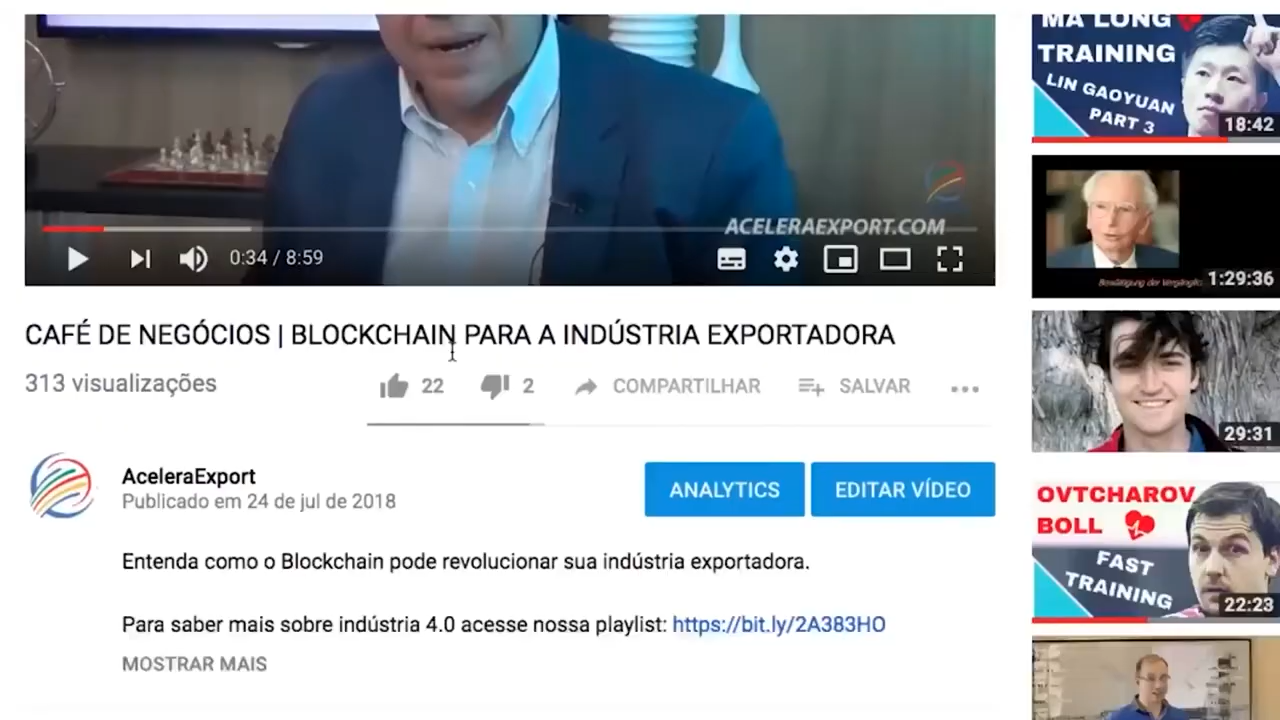 ACELERAEXPORT.COM
0:34 / 8:59
CAFÉ DE NEGÓCIOS | BLOCKCHAIN PARA A INDÚSTRIA EXPORTADORA
313 visualizações
22
2
COMPARTILHAR
SALVAR
AceleraExport
Publicado em 24 de jul de 2018
ANALYTICS
EDITAR VÍDEO
Entenda como o Blockchain pode revolucionar sua indústria exportadora.
Para saber mais sobre indústria 4.0 acesse nossa playlist: https://bit.ly/2A383HO
MOSTRAR MAIS
MA LONG
TRAINING
LIN GAOYUAN
PART 3
18:42
1:29:36
29:31
OVTCHAROV
BOLL
FAST
TRAINING
22:23